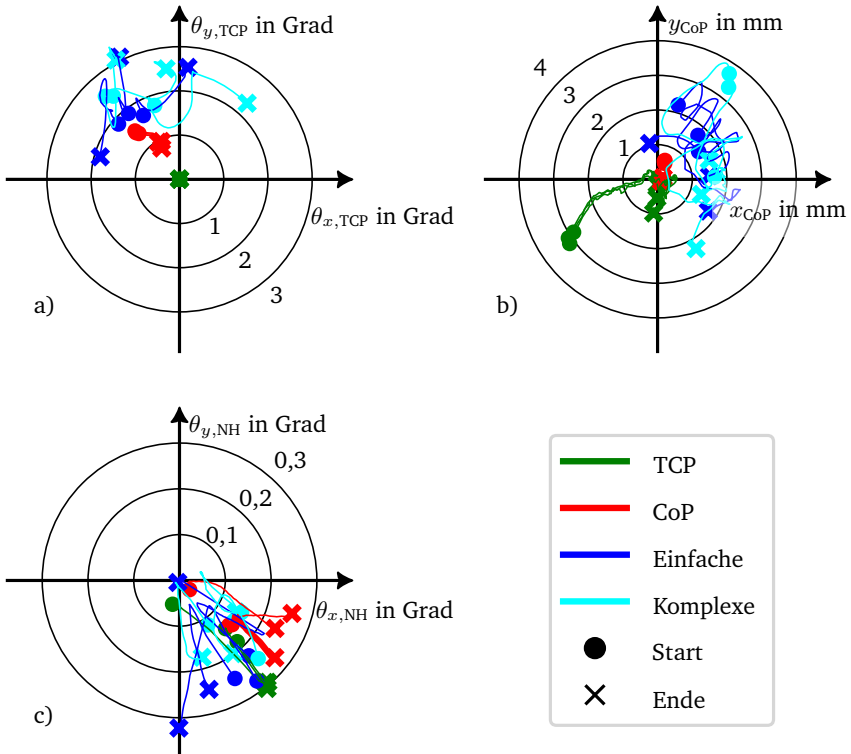 θy,TCP in Grad
θx,TCP in Grad
1
2
3
a)
yCoP in mm
4
3
2
1
xCoP in mm
b)
θy,NH in Grad
0,3
0,2
0,1
θx,NH in Grad
c)
TCP
CoP
Einfache
Komplexe
Start
Ende